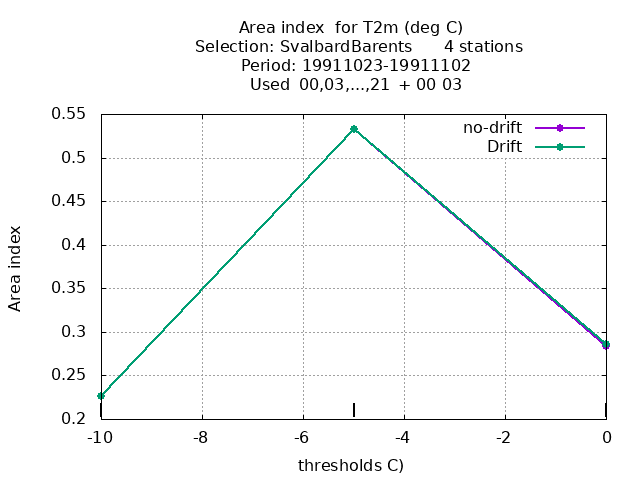 Area index  for T2m (deg C)
Selection: SvalbardBarents      4 stations
Period: 19911023-19911102
Used  00,03,...,21  + 00 03
no-drift
Drift
Area index
0.55
0.5
0.45
0.4
0.35
0.3
0.25
0.2
-10 -8 -6 -4 -2 0
thresholds C)